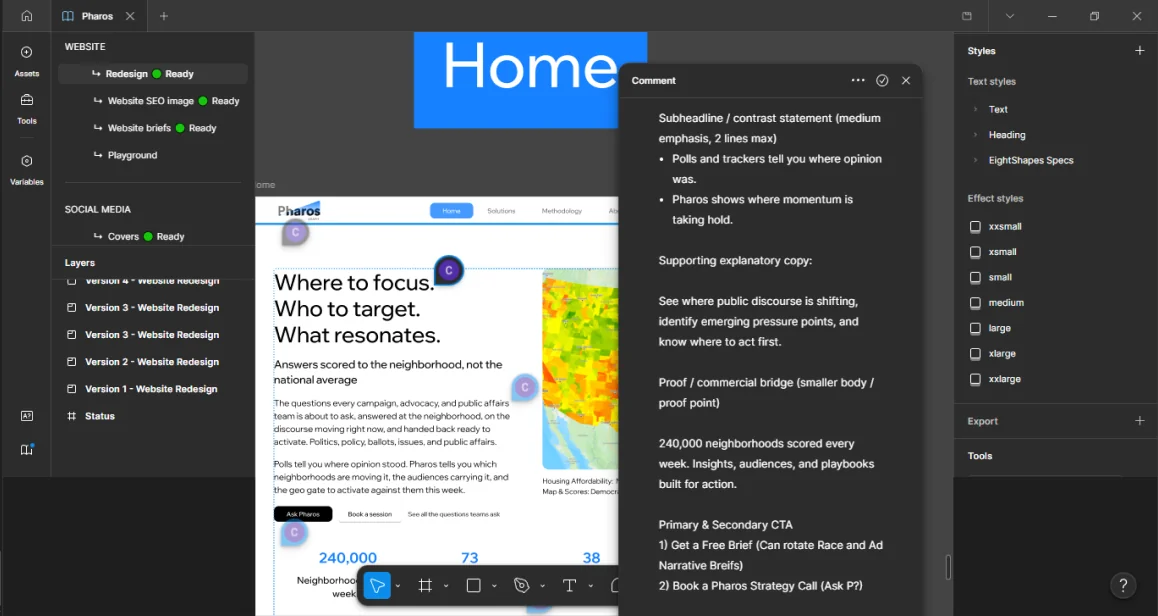 Pharos
Assets
Tools
Variables
WEBSITE
Redesign Ready
Website SEO image Ready
Website briefs Ready
Playground
SOCIAL MEDIA
Covers Ready
Layers
Version 4 - Website Redesign
Version 3 - Website Redesign
Version 3 - Website Redesign
Version 2 - Website Redesign
Version 1 - Website Redesign
Status
Home
ome
Pharos
Home
Solutions
Methodology
Ab
C
C
Where to focus.
Who to target.
What resonates.
Answers scored to the neighborhood, not the
national average
C
The questions every campaign, advocacy, and public affairs
team is about to ask, answered at the neighborhood, on the
discourse moving right now, and handed back ready to
activate. Politics, policy, ballots, issues, and public affairs.
Polls tell you where opinion stood. Pharos tells you which
neighborhoods are moving it, the audiences carrying it, and
the geo gate to activate against them this week.
Ask Pharos
Book a session
See all the questions teams ask
C
Housing Affordability:
Map & Scores: Democr
240,000
73
38
Neighborhoo
week
T
Comment
Subheadline / contrast statement (medium
emphasis, 2 lines max)
• Polls and trackers tell you where opinion
was.
• Pharos shows where momentum is
taking hold.
Supporting explanatory copy:
See where public discourse is shifting,
identify emerging pressure points, and
know where to act first.
Proof / commercial bridge (smaller body /
proof point)
240,000 neighborhoods scored every
week. Insights, audiences, and playbooks
built for action.
Primary & Secondary CTA
1) Get a Free Brief (Can rotate Race and Ad
Narrative Breifs)
2) Book a Pharos Strategy Call (Ask P?)
Styles
Text styles
Text
Heading
EightShapes Specs
Effect styles
xxsmall
xsmall
small
medium
large
xlarge
xxlarge
Export
Tools
?